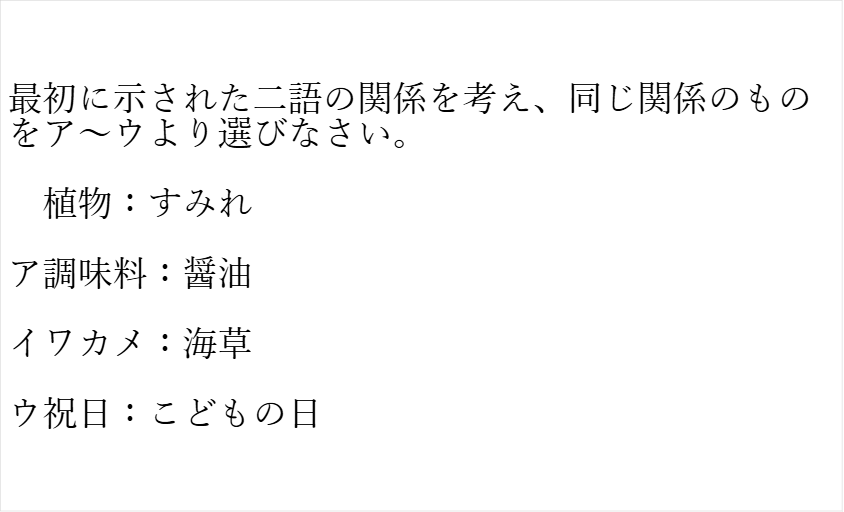 最初に示された二語の関係を考え、同じ関係のもの
をア～ウより選びなさい。
　植物：すみれ
ア調味料：醤油
イワカメ：海草
ウ祝日：こどもの日